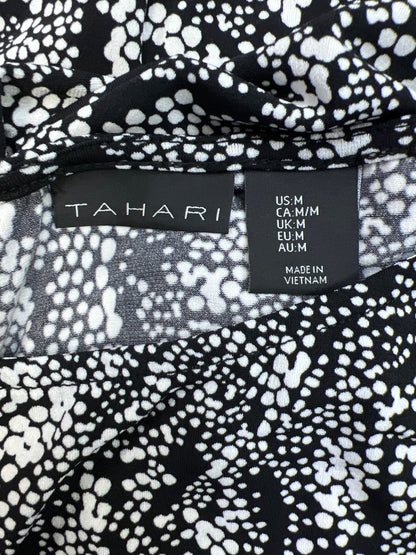 TAHARI
US:M
CA:M/M
UK:M
EU:M
AU:M
MADE IN
VIETNAM